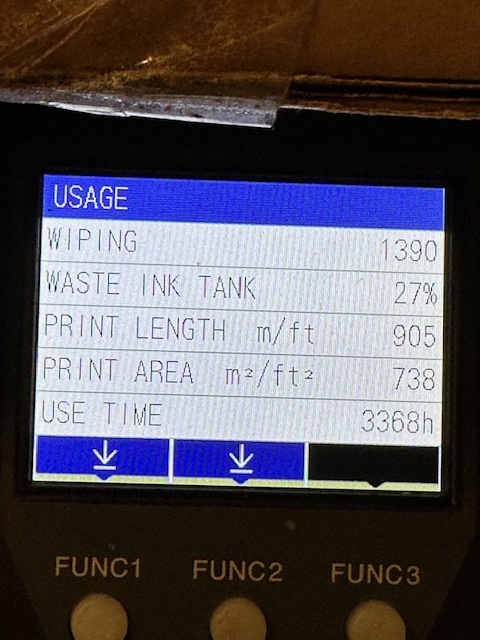 USAGE
WIPING 1390
WASTE INK TANK 27%
PRINT LENGTH m/ft 905
PRINT AREA m²/ft² 738
USE TIME 3368h
FUNC1 FUNC2 FUNC3